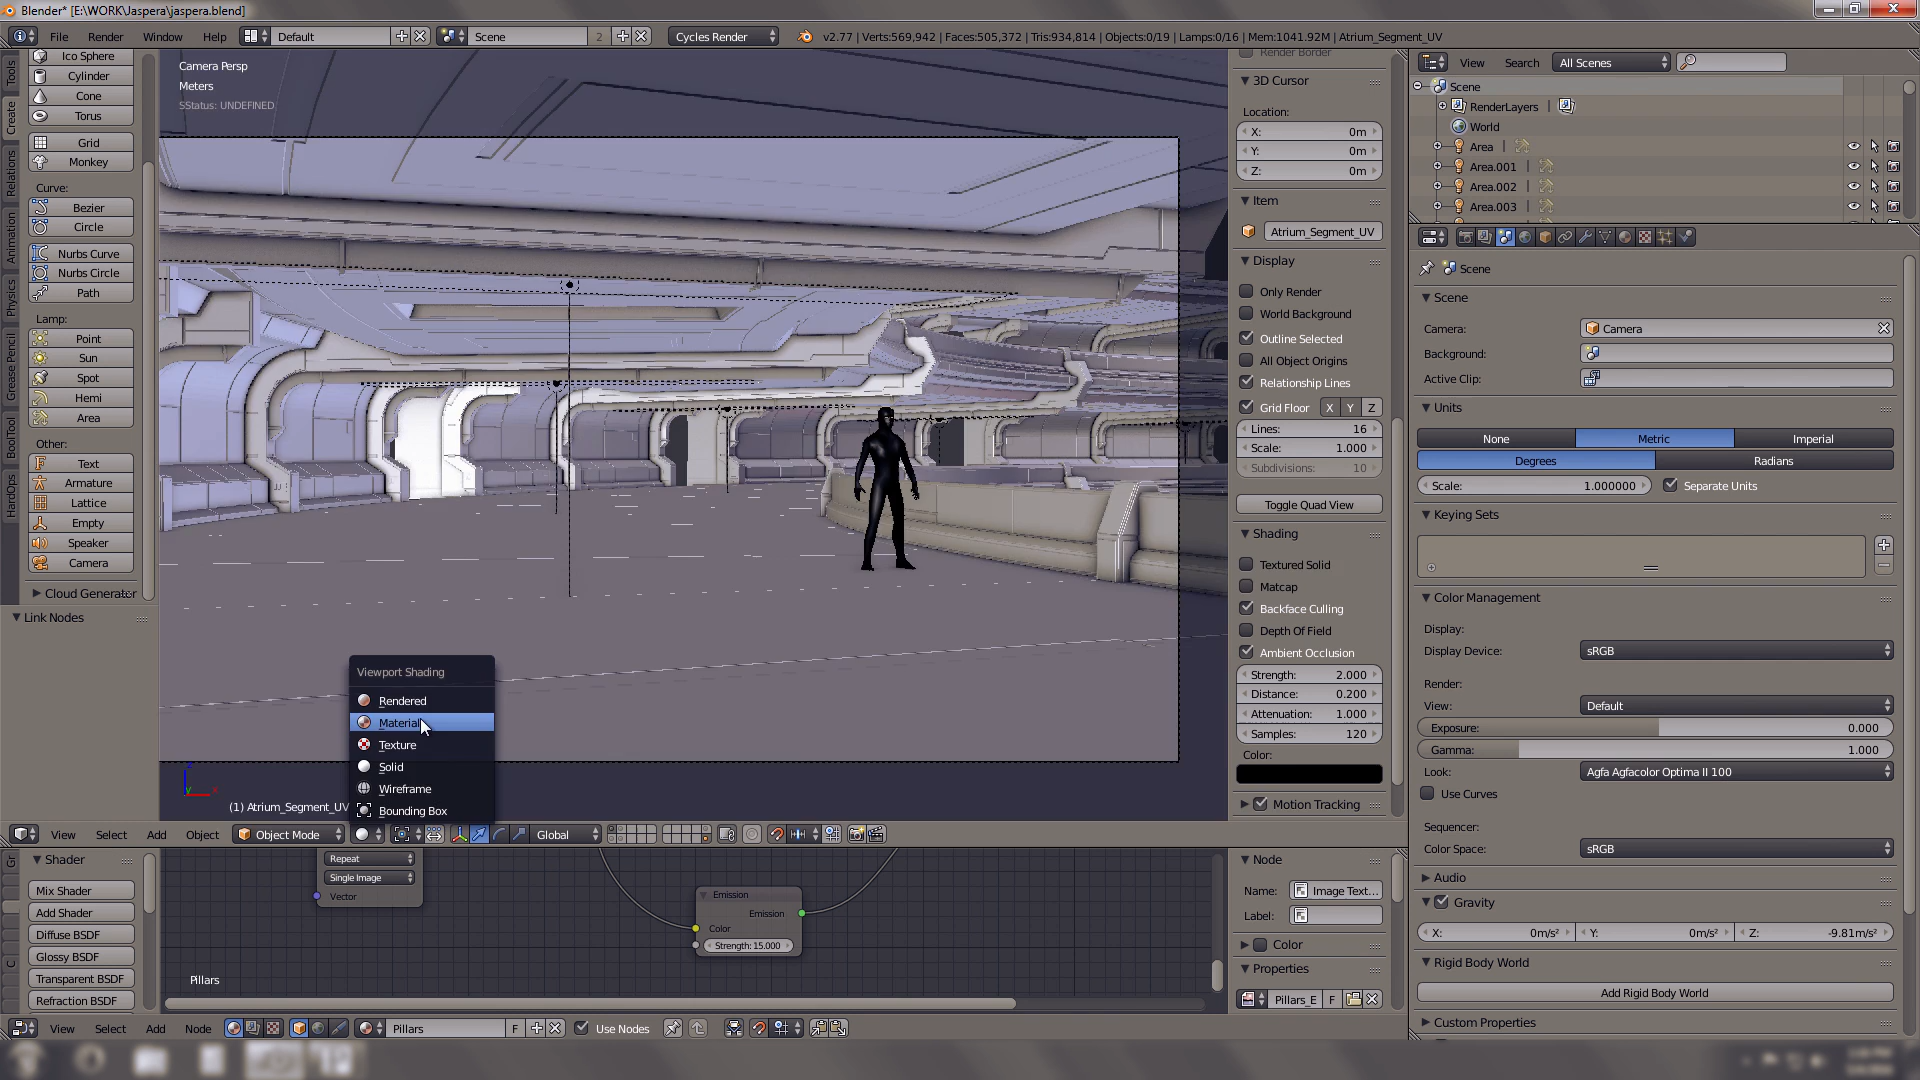 Blender* [E:\WORK\Jaspera\jaspera.blend]
File Render Window Help Default Scene 2 Cycles Render v2.77 | Verts:569,942 | Faces:505,372 | Tris:934,814 | Objects:0/19 | Lamps:0/16 | Mem:1041.92M | Atrium_Segment_UV
Tools
Create
Relations
Animation
Physics
Grease Pencil
BoolTool
HardOps
Ico Sphere
Cylinder
Cone
Torus
Grid
Monkey
Curve:
Bezier
Circle
Nurbs Curve
Nurbs Circle
Path
Lamp:
Point
Sun
Spot
Hemi
Area
Other:
Text
Armature
Lattice
Empty
Speaker
Camera
Cloud Generator
Link Nodes
Camera Persp
Meters
SStatus: UNDEFINED
Viewport Shading
Rendered
Material
Texture
Solid
Wireframe
Bounding Box
(1) Atrium_Segment_UV
View Select Add Object Object Mode Global
Render Border
3D Cursor
Location:
X: 0m
Y: 0m
Z: 0m
Item
Atrium_Segment_UV
Display
Only Render
World Background
Outline Selected
All Object Origins
Relationship Lines
Grid Floor X Y Z
Lines: 16
Scale: 1.000
Subdivisions: 10
Toggle Quad View
Shading
Textured Solid
Matcap
Backface Culling
Depth Of Field
Ambient Occlusion
Strength: 2.000
Distance: 0.200
Attenuation: 1.000
Samples: 120
Color:
Motion Tracking
View Search All Scenes
Scene
RenderLayers |
World
Area |
Area.001 |
Area.002 |
Area.003 |
Scene
Scene
Camera: Camera
Background:
Active Clip:
Units
None Metric Imperial
Degrees Radians
Scale: 1.000000 Separate Units
Keying Sets
Color Management
Display:
Display Device: sRGB
Render:
View: Default
Exposure: 0.000
Gamma: 1.000
Look: Agfa Agfacolor Optima II 100
Use Curves
Sequencer:
Color Space: sRGB
Audio
Gravity
X: 0m/s² Y: 0m/s² Z: -9.81m/s²
Rigid Body World
Add Rigid Body World
Custom Properties
Gr
C
Shader
Mix Shader
Add Shader
Diffuse BSDF
Glossy BSDF
Transparent BSDF
Refraction BSDF
Repeat
Single Image
Vector
Emission
Emission
Color
Strength: 15.000
Pillars
Node
Name: Image Text...
Label:
Color
Properties
Pillars_E F
View Select Add Node Pillars F Use Nodes